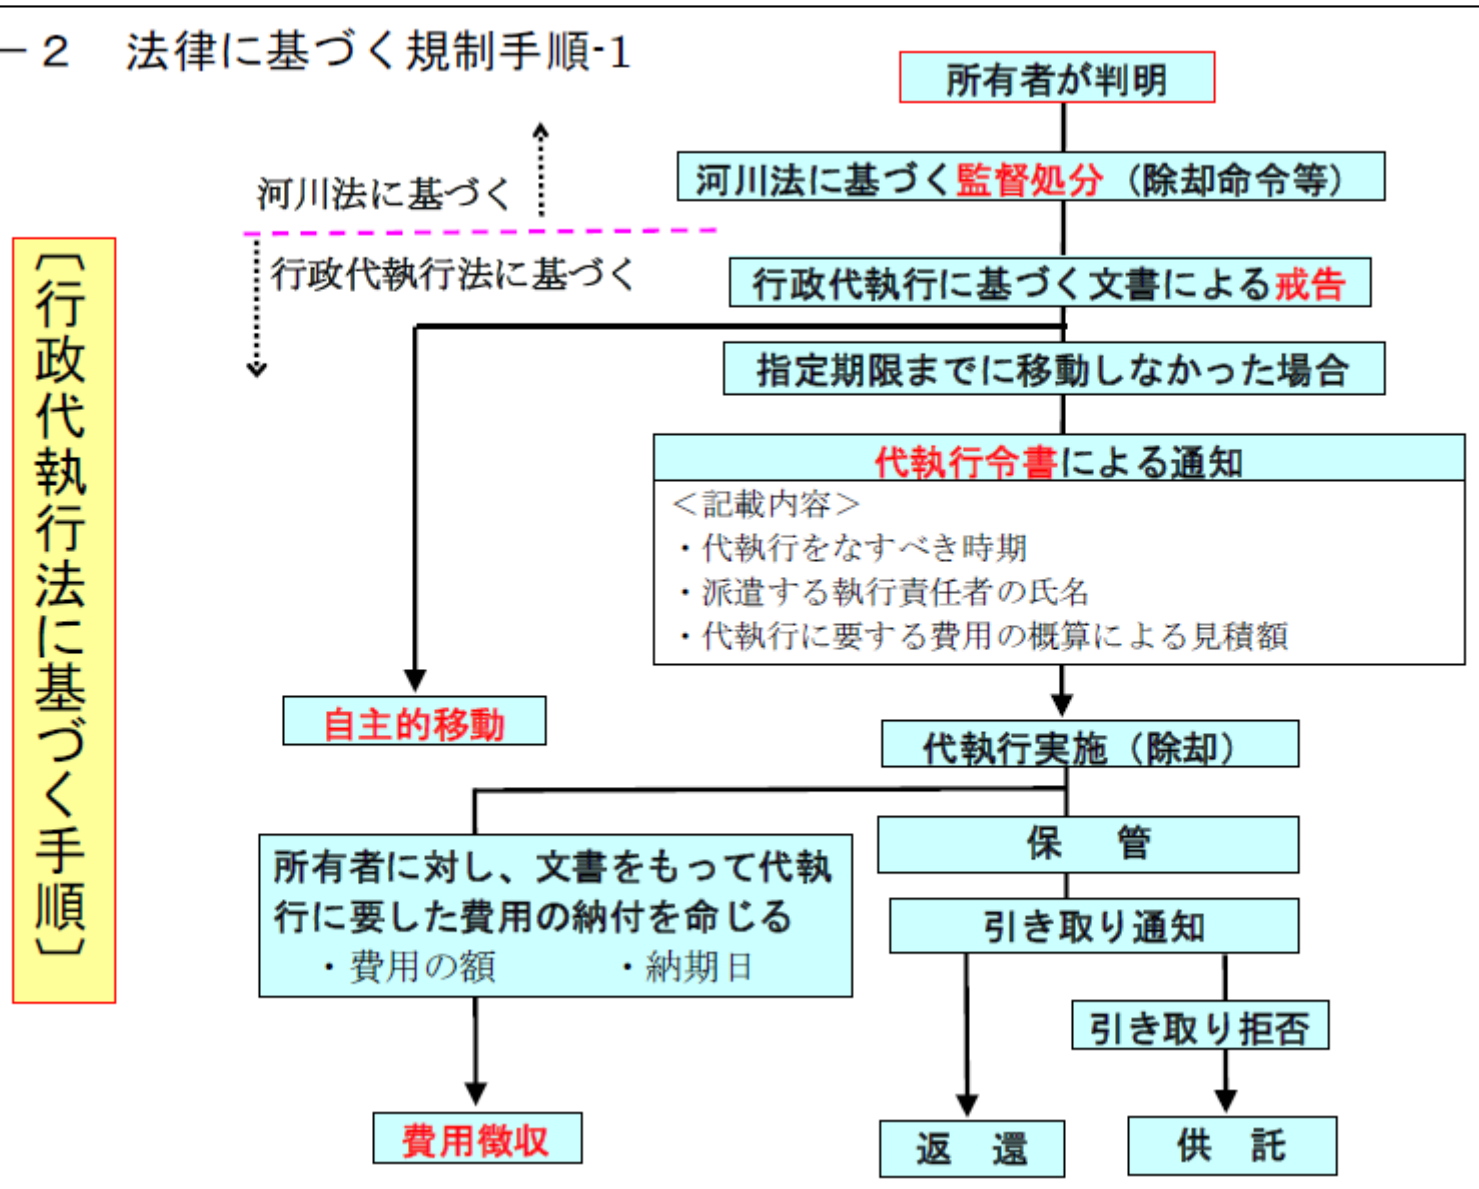 －２　法律に基づく規制手順-1
所有者が判明
河川法に基づく監督処分（除却命令等）
河川法に基づく
行政代執行法に基づく
行政代執行に基づく文書による戒告
指定期限までに移動しなかった場合
代執行令書による通知
＜記載内容＞
・代執行をなすべき時期
・派遣する執行責任者の氏名
・代執行に要する費用の概算による見積額
〔行政代執行法に基づく手順〕
自主的移動
代執行実施（除却）
所有者に対し、文書をもって代執
行に要した費用の納付を命じる
・費用の額　　　・納期日
保　管
引き取り通知
引き取り拒否
費用徴収
返　還
供　託